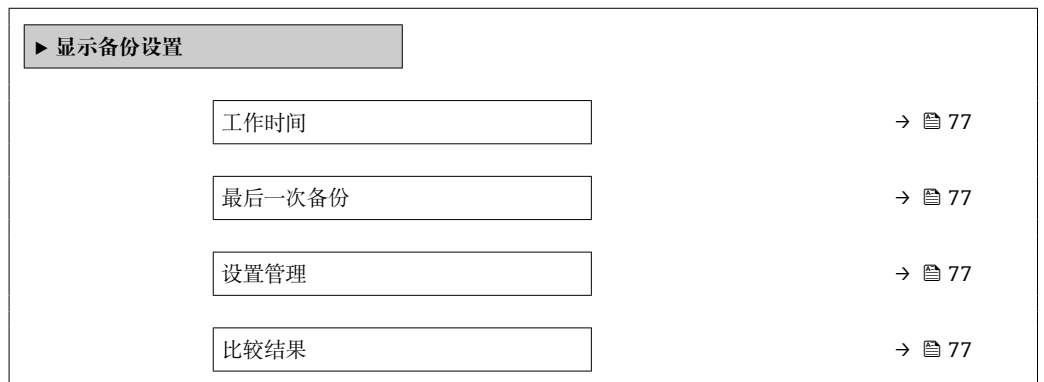 ▶ 显示备份设置
工作时间 → 77
最后一次备份 → 77
设置管理 → 77
比较结果 → 77